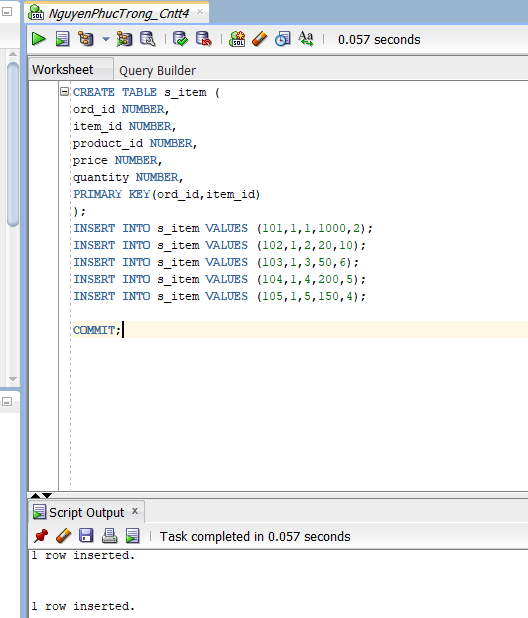 NguyenPhucTrong_Cntt4
0.057 seconds
Worksheet Query Builder
CREATE TABLE s_item (
ord_id NUMBER,
item_id NUMBER,
product_id NUMBER,
price NUMBER,
quantity NUMBER,
PRIMARY KEY(ord_id,item_id)
);
INSERT INTO s_item VALUES (101,1,1,1000,2);
INSERT INTO s_item VALUES (102,1,2,20,10);
INSERT INTO s_item VALUES (103,1,3,50,6);
INSERT INTO s_item VALUES (104,1,4,200,5);
INSERT INTO s_item VALUES (105,1,5,150,4);
COMMIT;
Script Output x
Task completed in 0.057 seconds
1 row inserted.
1 row inserted.